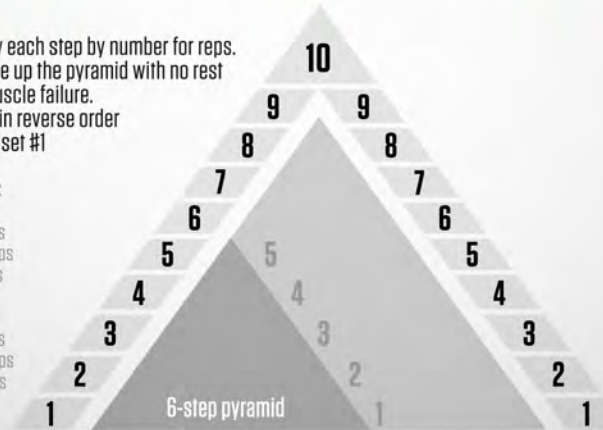 each step by number for reps.
e up the pyramid with no rest
uscle failure.
in reverse order
set #1
10
9 9
8 8
7 7
6 6
5 5 5
4 4 4
3 3 3
2 2 2
6-step pyramid
1 1 1